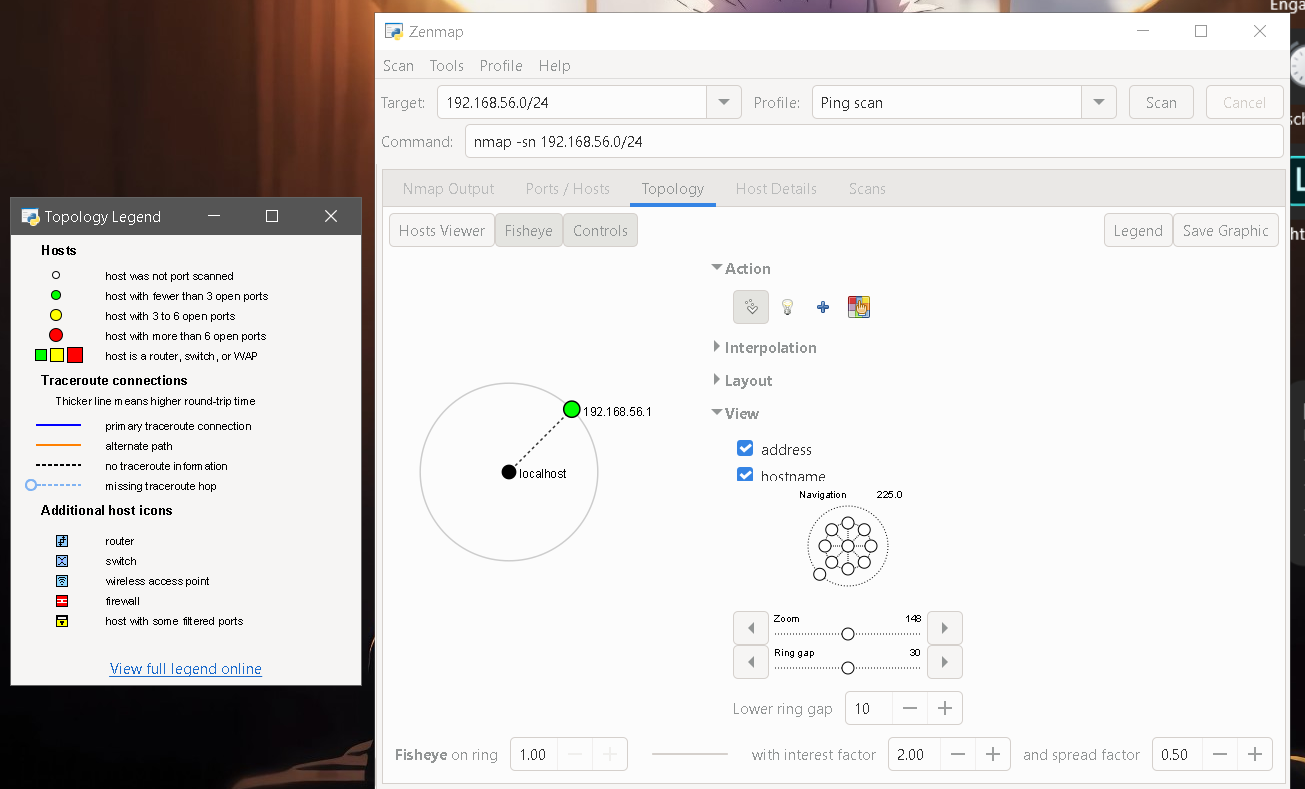 Enga
Zenmap
Scan Tools Profile Help
Target: 192.168.56.0/24 Profile: Ping scan Scan Cancel
Command: nmap -sn 192.168.56.0/24
Nmap Output Ports / Hosts Topology Host Details Scans
Hosts Viewer Fisheye Controls Legend Save Graphic
Action
Interpolation
Layout
View
address
hostname
Navigation 225.0
Zoom 148
Ring gap 30
Lower ring gap 10
192.168.56.1
localhost
Fisheye on ring 1.00 with interest factor 2.00 and spread factor 0.50
Topology Legend
Hosts
host was not port scanned
host with fewer than 3 open ports
host with 3 to 6 open ports
host with more than 6 open ports
host is a router, switch, or WAP
Traceroute connections
Thicker line means higher round-trip time
primary traceroute connection
alternate path
no traceroute information
missing traceroute hop
Additional host icons
router
switch
wireless access point
firewall
host with some filtered ports
View full legend online